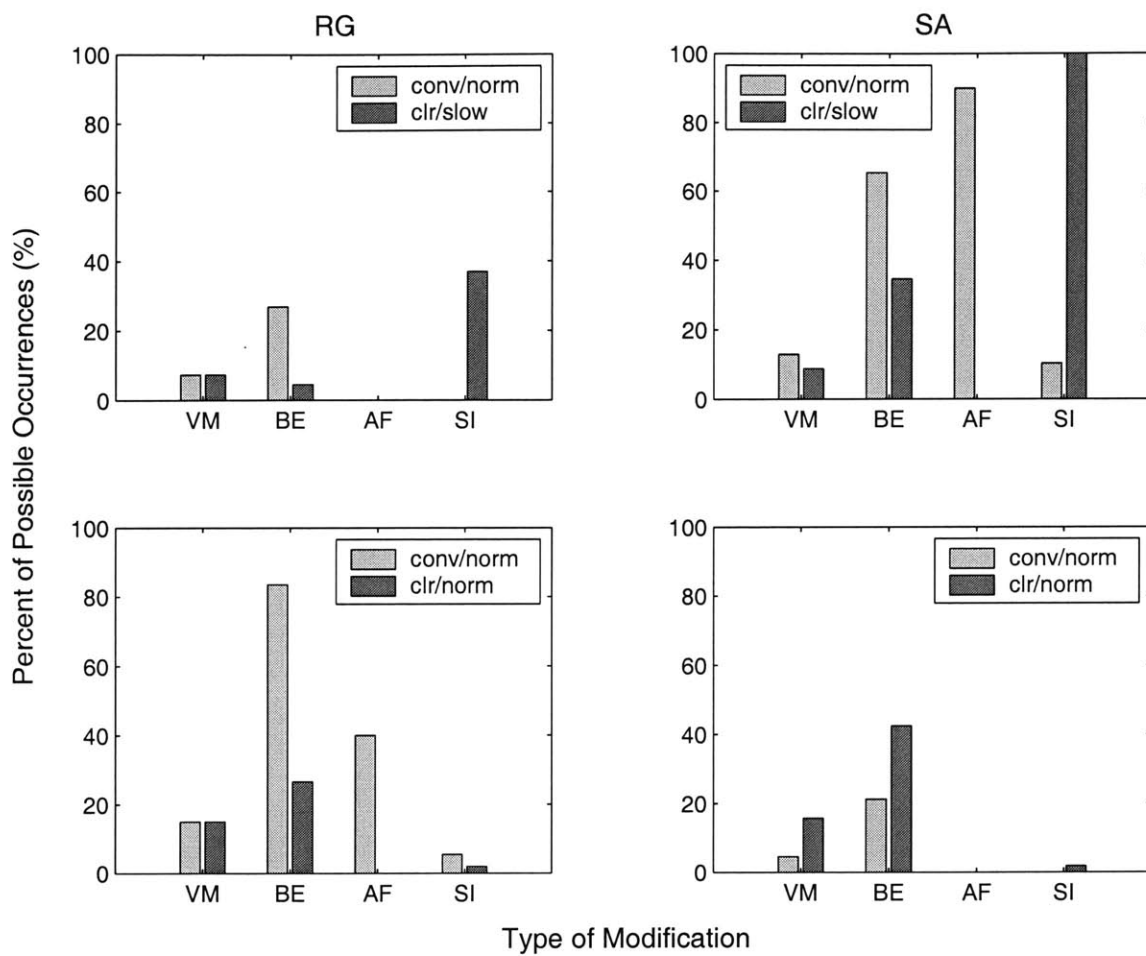 RG
SA
Percent of Possible Occurrences (%)
100
80
60
40
20
0
conv/norm
clr/slow
VM BE AF SI
100
80
60
40
20
0
conv/norm
clr/slow
VM BE AF SI
100
80
60
40
20
0
conv/norm
clr/norm
VM BE AF SI
100
80
60
40
20
0
conv/norm
clr/norm
VM BE AF SI
Type of Modification